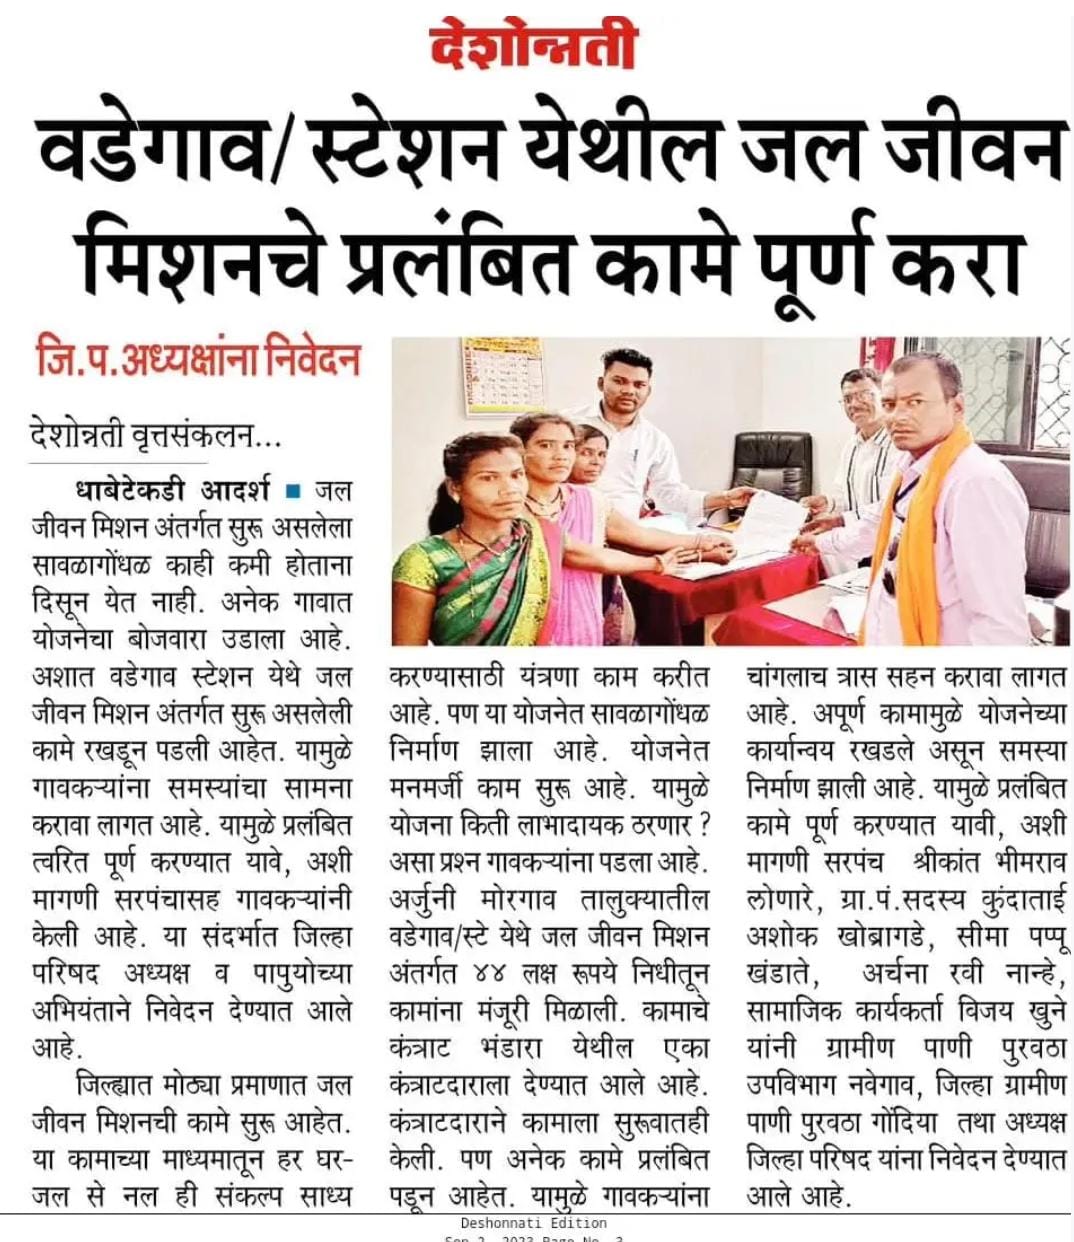 देशोन्नती
वडेगाव/ स्टेशन येथील जल जीवन
मिशनचे प्रलंबित कामे पूर्ण करा
जि.प.अध्यक्षांना निवेदन
देशोन्नती वृत्तसंकलन...
धाबेटेकडी आदर्श ■ जल
जीवन मिशन अंतर्गत सुरू असलेला
सावळागोंधळ काही कमी होताना
दिसून येत नाही. अनेक गावात
योजनेचा बोजवारा उडाला आहे.
अशात वडेगाव स्टेशन येथे जल
जीवन मिशन अंतर्गत सुरू असलेली
कामे रखडून पडली आहेत. यामुळे
गावकऱ्यांना समस्यांचा सामना
करावा लागत आहे. यामुळे प्रलंबित
त्वरित पूर्ण करण्यात यावे, अशी
मागणी सरपंचासह गावकऱ्यांनी
केली आहे. या संदर्भात जिल्हा
परिषद अध्यक्ष व पापुयोच्या
अभियंताने निवेदन देण्यात आले
आहे.
जिल्ह्यात मोठ्या प्रमाणात जल
जीवन मिशनची कामे सुरू आहेत.
या कामाच्या माध्यमातून हर घर-
जल से नल ही संकल्प साध्य
करण्यासाठी यंत्रणा काम करीत
आहे. पण या योजनेत सावळागोंधळ
निर्माण झाला आहे. योजनेत
मनमर्जी काम सुरू आहे. यामुळे
योजना किती लाभादायक ठरणार ?
असा प्रश्न गावकऱ्यांना पडला आहे.
अर्जुनी मोरगाव तालुक्यातील
वडेगाव/स्टे येथे जल जीवन मिशन
अंतर्गत ४४ लक्ष रूपये निधीतून
कामांना मंजूरी मिळाली. कामाचे
कंत्राट भंडारा येथील एका
कंत्राटदाराला देण्यात आले आहे.
कंत्राटदाराने कामाला सुरूवातही
केली. पण अनेक कामे प्रलंबित
पडून आहेत. यामुळे गावकऱ्यांना
चांगलाच त्रास सहन करावा लागत
आहे. अपूर्ण कामामुळे योजनेच्या
कार्यान्वय रखडले असून समस्या
निर्माण झाली आहे. यामुळे प्रलंबित
कामे पूर्ण करण्यात यावी, अशी
मागणी सरपंच श्रीकांत भीमराव
लोणारे, ग्रा.पं.सदस्य कुंदाताई
अशोक खोब्रागडे, सीमा पप्पू
खंडाते, अर्चना रवी नान्हे,
सामाजिक कार्यकर्ता विजय खुने
यांनी ग्रामीण पाणी पुरवठा
उपविभाग नवेगाव, जिल्हा ग्रामीण
पाणी पुरवठा गोंदिया तथा अध्यक्ष
जिल्हा परिषद यांना निवेदन देण्यात
आले आहे.
Deshonnati Edition
Sep 2, 2023 Page No. 3